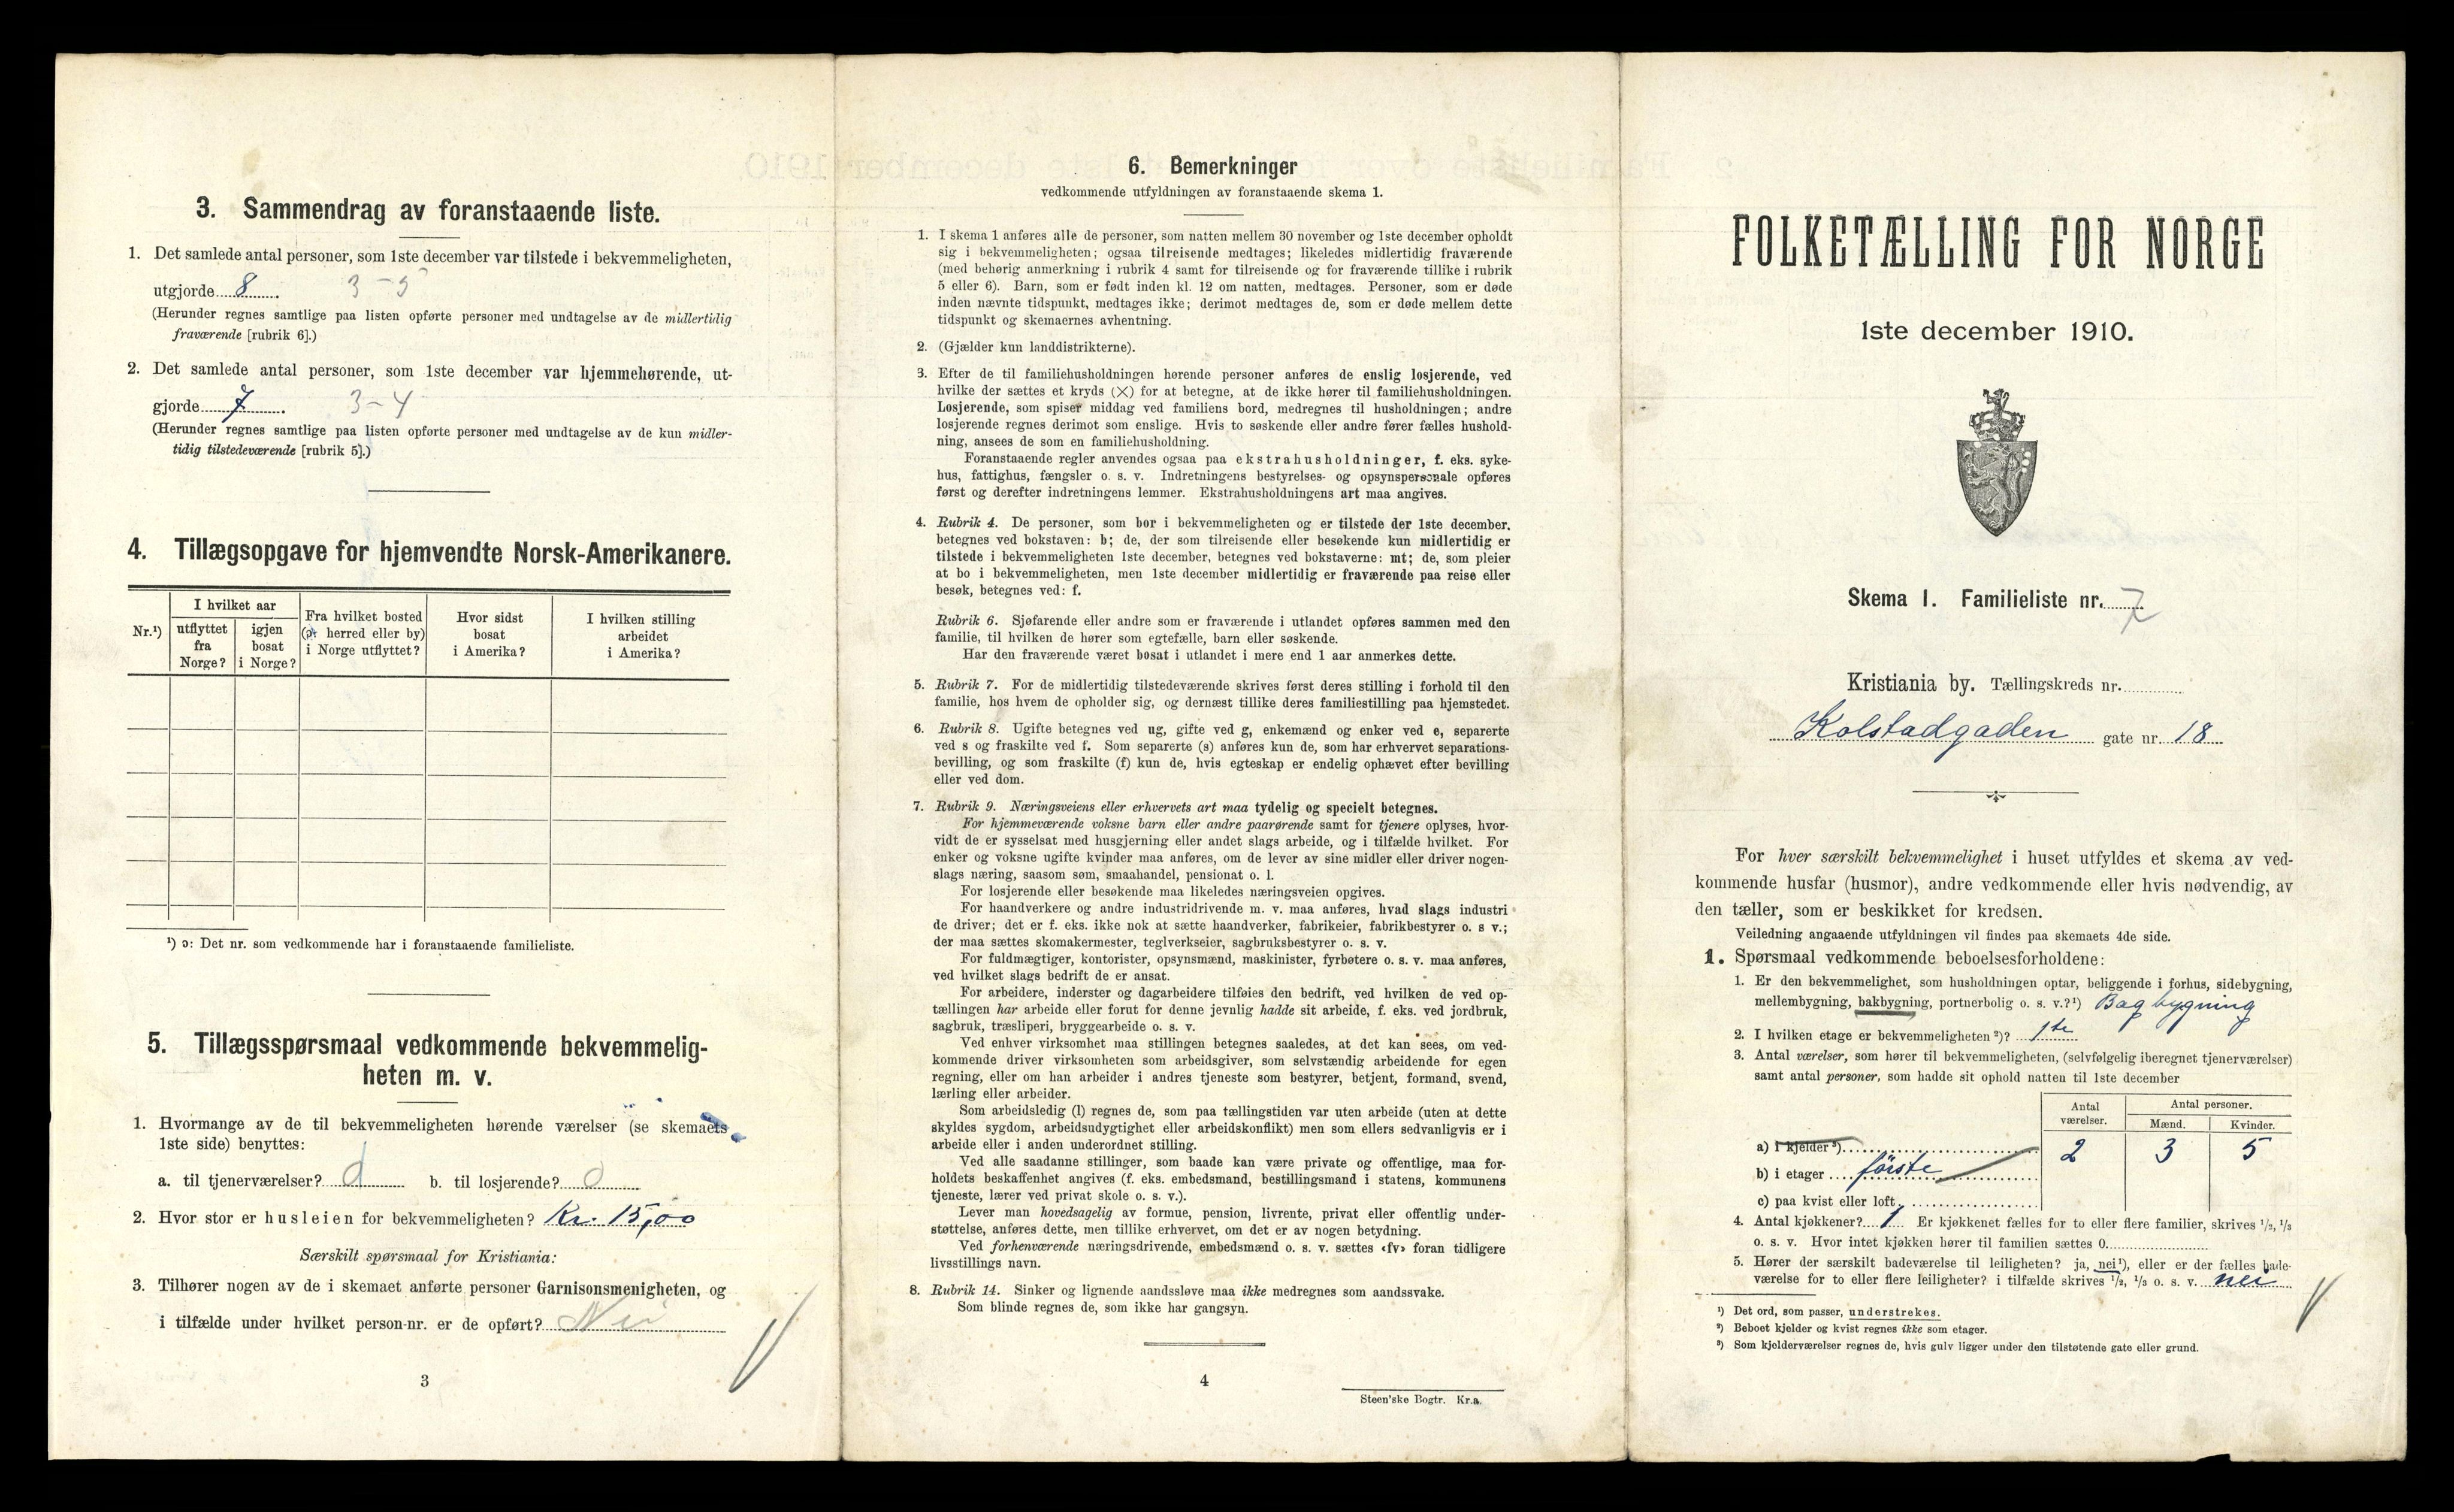 3. Sammendrag av foranstaaende liste.
1. Det samlede antal personer, som 1ste december var tilstede i bekvemmeligheten,
utgjorde 8. 3-5
(Herunder regnes samtlige paa listen opførte personer med undtagelse av de midlertidig
fraværende [rubrik 6].)
2. Det samlede antal personer, som 1ste december var hjemmehørende, ut-
gjorde 7. 3-4
(Herunder regnes samtlige paa listen opførte personer med undtagelse av de kun midler-
tidig tilstedeværende [rubrik 5].)
4. Tillægsopgave for hjemvendte Norsk-Amerikanere.
Nr.¹)
I hvilket aar
utflyttet fra Norge?
igjen bosat i Norge?
Fra hvilket bosted (ɔ: herred eller by) i Norge utflyttet?
Hvor sidst bosat i Amerika?
I hvilken stilling arbeidet i Amerika?
¹) ɔ: Det nr. som vedkommende har i foranstaaende familieliste.
5. Tillægsspørsmaal vedkommende bekvemmelig-
heten m. v.
1. Hvormange av de til bekvemmeligheten hørende værelser (se skemaets
1ste side) benyttes:
a. til tjenerværelser? 0 b. til losjerende? 0
2. Hvor stor er husleien for bekvemmeligheten? Kr. 15,00
Særskilt spørsmaal for Kristiania:
3. Tilhører nogen av de i skemaet anførte personer Garnisonsmenigheten, og
i tilfælde under hvilket person-nr. er de opført? Nei
3
6. Bemerkninger
vedkommende utfyldningen av foranstaaende skema 1.
1. I skema 1 anføres alle de personer, som natten mellem 30 november og 1ste december opholdt
sig i bekvemmeligheten; ogsaa tilreisende medtages; likeledes midlertidig fraværende
(med behørig anmerkning i rubrik 4 samt for tilreisende og for fraværende tillike i rubrik
5 eller 6). Barn, som er født inden kl. 12 om natten, medtages. Personer, som er døde
inden nævnte tidspunkt, medtages ikke; derimot medtages de, som er døde mellem dette
tidspunkt og skemaernes avhentning.
2. (Gjælder kun landdistrikterne).
3. Efter de til familiehusholdningen hørende personer anføres de enslig losjerende, ved
hvilke der sættes et kryds (X) for at betegne, at de ikke hører til familiehusholdningen.
Losjerende, som spiser middag ved familiens bord, medregnes til husholdningen; andre
losjerende regnes derimot som enslige. Hvis to søskende eller andre fører fælles hushold-
ning, ansees de som en familiehusholdning.
Foranstaaende regler anvendes ogsaa paa ekstrahusholdninger, f. eks. syke-
hus, fattighus, fængsler o. s. v. Indretningens bestyrelses- og opsynspersonale opføres
først og derefter indretningens lemmer. Ekstrahusholdningens art maa angives.
4. Rubrik 4. De personer, som bor i bekvemmeligheten og er tilstede der 1ste december,
betegnes ved bokstaven: b; de, der som tilreisende eller besøkende kun midlertidig er
tilstede i bekvemmeligheten 1ste december, betegnes ved bokstaverne: mt; de, som pleier
at bo i bekvemmeligheten, men 1ste december midlertidig er fraværende paa reise eller
besøk, betegnes ved: f.
Rubrik 6. Sjøfarende eller andre som er fraværende i utlandet opføres sammen med den
familie, til hvilken de hører som egtefælle, barn eller søskende.
Har den fraværende været bosat i utlandet i mere end 1 aar anmerkes dette.
5. Rubrik 7. For de midlertidig tilstedeværende skrives først deres stilling i forhold til den
familie, hos hvem de opholder sig, og dernæst tillike deres familiestilling paa hjemstedet.
6. Rubrik 8. Ugifte betegnes ved ug, gifte ved g, enkemænd og enker ved e, separerte
ved s og fraskilte ved f. Som separerte (s) anføres kun de, som har erhvervet separations-
bevilling, og som fraskilte (f) kun de, hvis egteskap er endelig ophævet efter bevilling
eller ved dom.
7. Rubrik 9. Næringsveiens eller erhvervets art maa tydelig og specielt betegnes.
For hjemmeværende voksne barn eller andre paarørende samt for tjenere oplyses, hvor-
vidt de er sysselsat med husgjerning eller andet slags arbeide, og i tilfælde hvilket. For
enker og voksne ugifte kvinder maa anføres, om de lever av sine midler eller driver nogen-
slags næring, saasom søm, smaahandel, pensionat o. l.
For losjerende eller besøkende maa likeledes næringsveien opgives.
For haandverkere og andre industridrivende m. v. maa anføres, hvad slags industri
de driver; det er f. eks. ikke nok at sætte haandverker, fabrikeier, fabrikbestyrer o. s v.;
der maa sættes skomakermester, teglverkseier, sagbruksbestyrer o. s. v.
For fuldmægtiger, kontorister, opsynsmænd, maskinister, fyrbøtere o. s. v. maa anføres,
ved hvilket slags bedrift de er ansat.
For arbeidere, inderster og dagarbeidere tilføies den bedrift, ved hvilken de ved op-
tællingen har arbeide eller forut for denne jevnlig hadde sit arbeide, f. eks. ved jordbruk,
sagbruk, træsliperi, bryggearbeide o. s. v.
Ved enhver virksomhet maa stillingen betegnes saaledes, at det kan sees, om ved-
kommende driver virksomheten som arbeidsgiver, som selvstændig arbeidende for egen
regning, eller om han arbeider i andres tjeneste som bestyrer, betjent, formand, svend,
lærling eller arbeider.
Som arbeidsledig (l) regnes de, som paa tællingstiden var uten arbeide (uten at dette
skyldes sygdom, arbeidsudygtighet eller arbeidskonflikt) men som ellers sedvanligvis er i
arbeide eller i anden underordnet stilling.
Ved alle saadanne stillinger, som baade kan være private og offentlige, maa for-
holdets beskaffenhet angives (f. eks. embedsmand, bestillingsmand i statens, kommunens
tjeneste, lærer ved privat skole o. s. v.).
Lever man hovedsagelig av formue, pension, livrente, privat eller offentlig under-
støttelse, anføres dette, men tillike erhvervet, om det er av nogen betydning.
Ved forhenværende næringsdrivende, embedsmænd o. s. v. sættes «fv» foran tidligere
livsstillings navn.
8. Rubrik 14. Sinker og lignende aandssløve maa ikke medregnes som aandssvake.
Som blinde regnes de, som ikke har gangsyn.
4
Steen'ske Bogtr. Kr.a.
FOLKETÆLLING FOR NORGE
1ste december 1910.
Skema 1. Familieliste nr. 7
Kristiania by. Tællingskreds nr.
Kolstadgaden gate nr. 18
For hver særskilt bekvemmelighet i huset utfyldes et skema av ved-
kommende husfar (husmor), andre vedkommende eller hvis nødvendig, av
den tæller, som er beskikket for kredsen.
Veiledning angaaende utfyldningen vil findes paa skemaets 4de side.
1. Spørsmaal vedkommende beboelsesforholdene:
1. Er den bekvemmelighet, som husholdningen optar, beliggende i forhus, sidebygning,
mellembygning, bakbygning, portnerbolig o. s. v.?¹) Bagbygning
2. I hvilken etage er bekvemmeligheten²)? 1te
3. Antal værelser, som hører til bekvemmeligheten, (selvfølgelig iberegnet tjenerværelser)
samt antal personer, som hadde sit ophold natten til 1ste december
Antal værelser.
Antal personer.
Mænd. Kvinder.
a) i kjelder³) 2 3 5
b) i etager förste
c) paa kvist eller loft
4. Antal kjøkkener? 1 Er kjøkkenet fælles for to eller flere familier, skrives 1/2, 1/3
o. s. v. Hvor intet kjøkken hører til familien sættes 0.
5. Hører der særskilt badeværelse til leiligheten? ja, nei¹), eller er der fælles bade-
værelse for to eller flere leiligheter? i tilfælde skrives 1/2, 1/3 o. s. v. nei
¹) Det ord, som passer, understrekes.
²) Beboet kjelder og kvist regnes ikke som etager.
³) Som kjelderværelser regnes de, hvis gulv ligger under den tilstøtende gate eller grund.